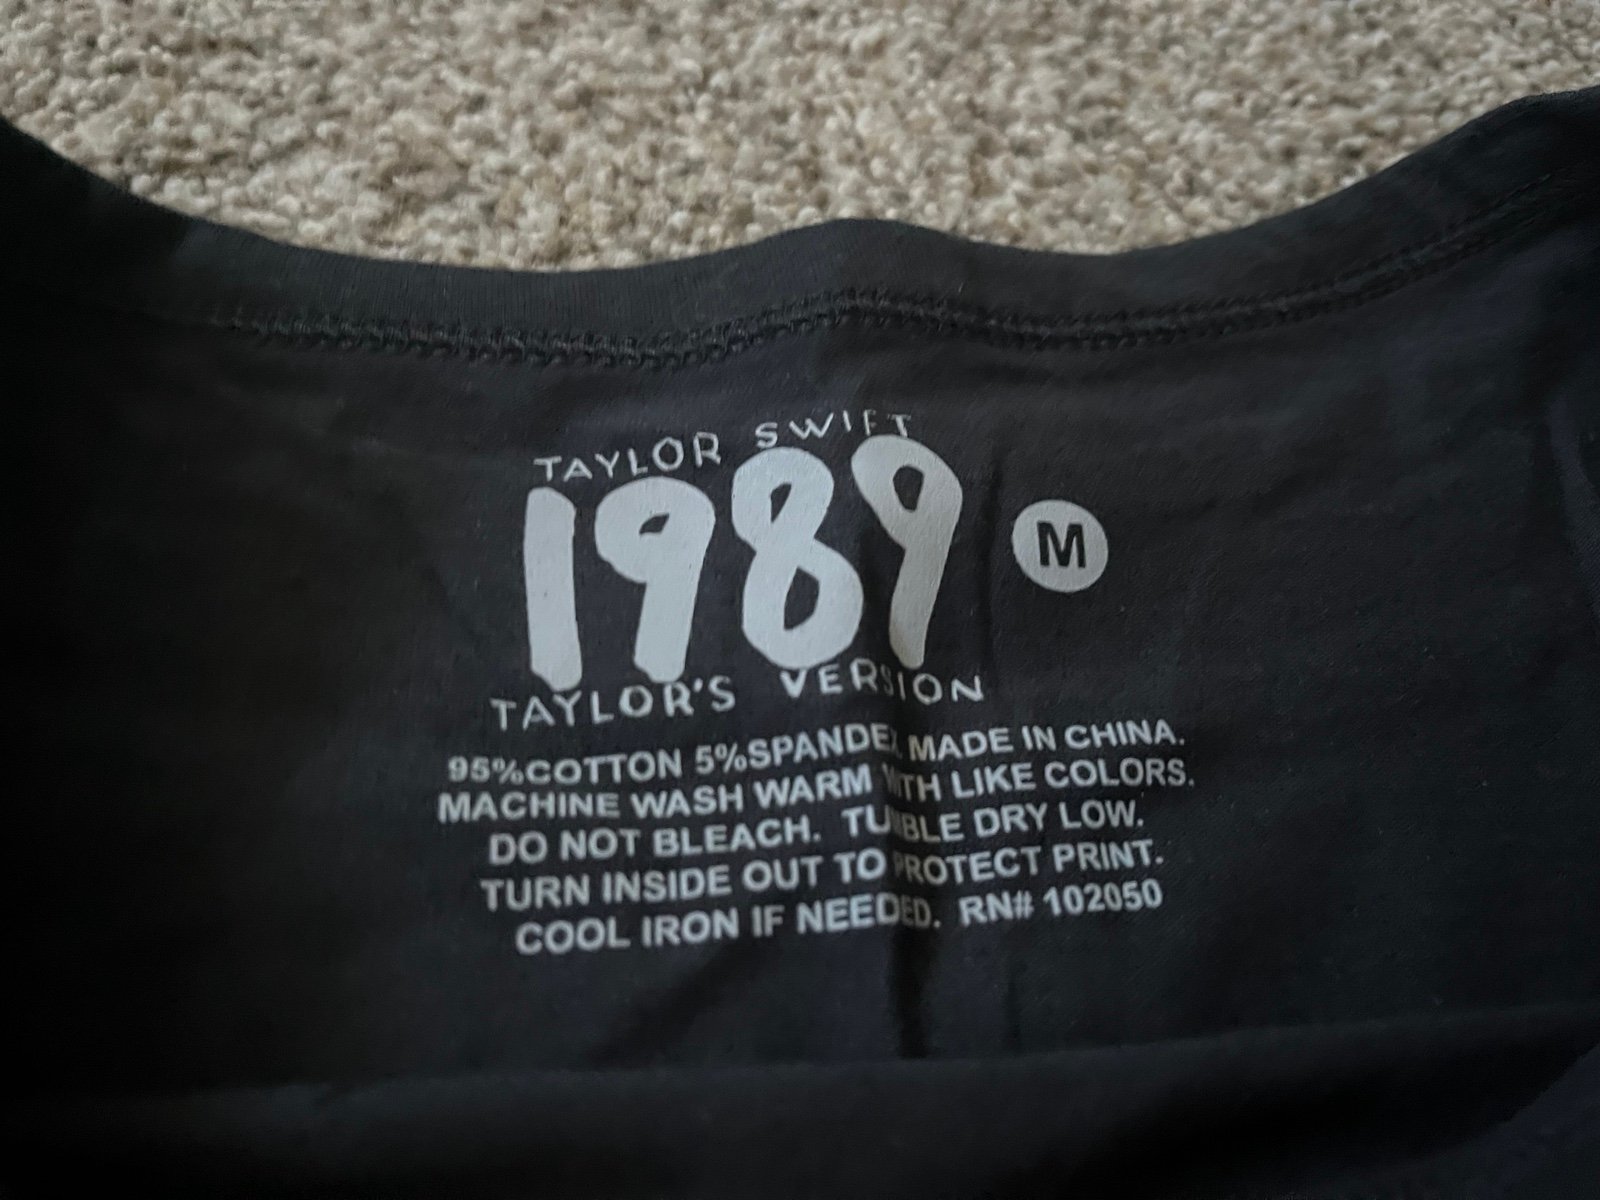 TAYLOR SWIFT
1989 M
TAYLOR'S VERSION
95%COTTON 5%SPANDEX MADE IN CHINA.
MACHINE WASH WARM WITH LIKE COLORS.
DO NOT BLEACH. TUMBLE DRY LOW.
TURN INSIDE OUT TO PROTECT PRINT.
COOL IRON IF NEEDED. RN# 102050